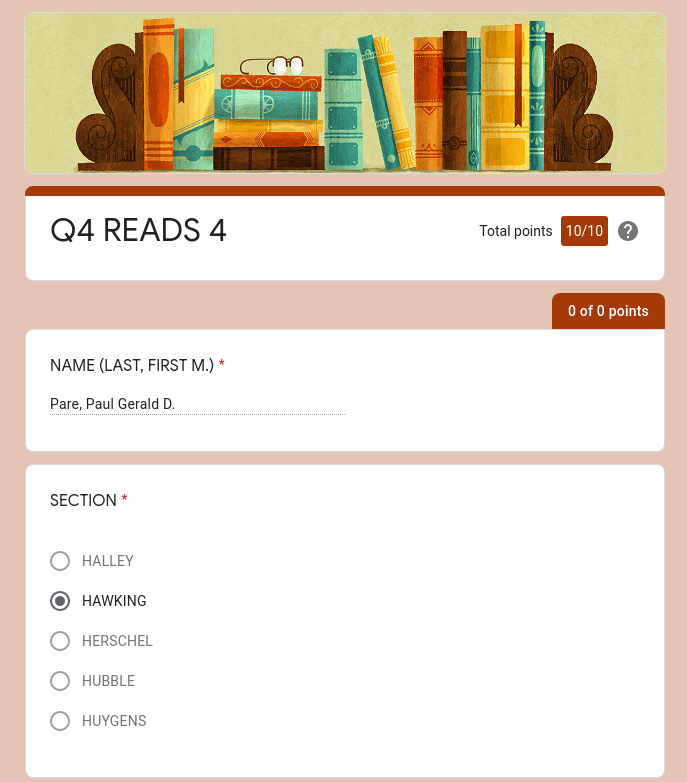 Q4 READS 4
Total points 10/10 ?
0 of 0 points
NAME (LAST, FIRST M.) *
Pare, Paul Gerald D.
SECTION *
HALLEY
HAWKING
HERSCHEL
HUBBLE
HUYGENS